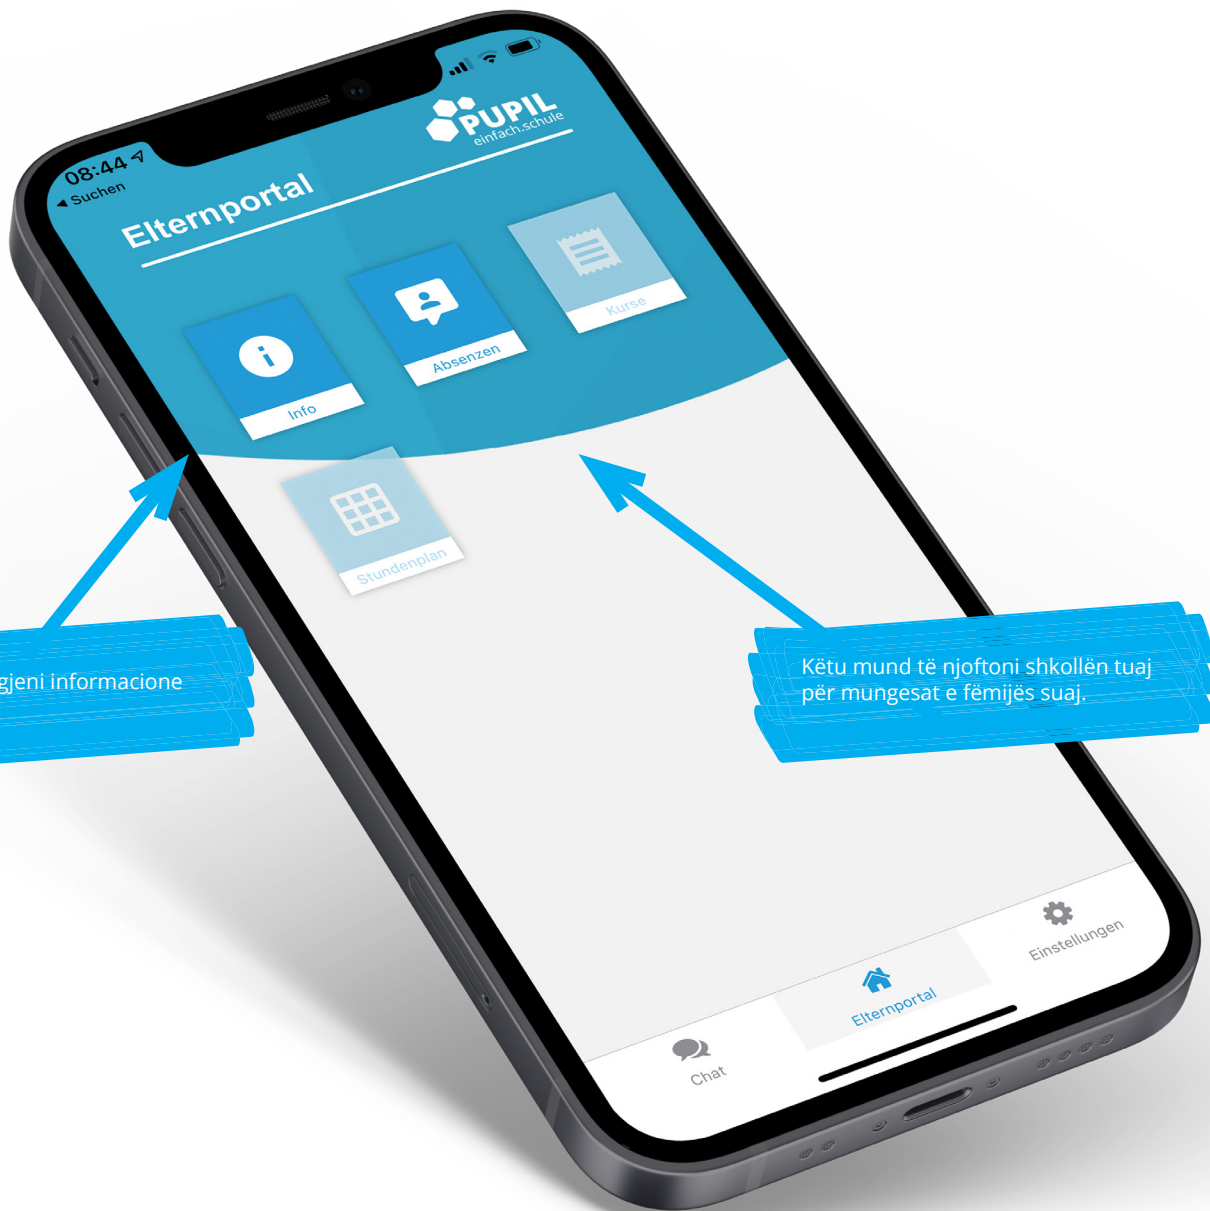 08:44
Suchen
PUPIL
einfach.schule
Elternportal
Info
Absenzen
Kurse
Stundenplan
gjeni informacione
Këtu mund të njoftoni shkollën tuaj
për mungesat e fëmijës suaj.
Chat
Elternportal
Einstellungen